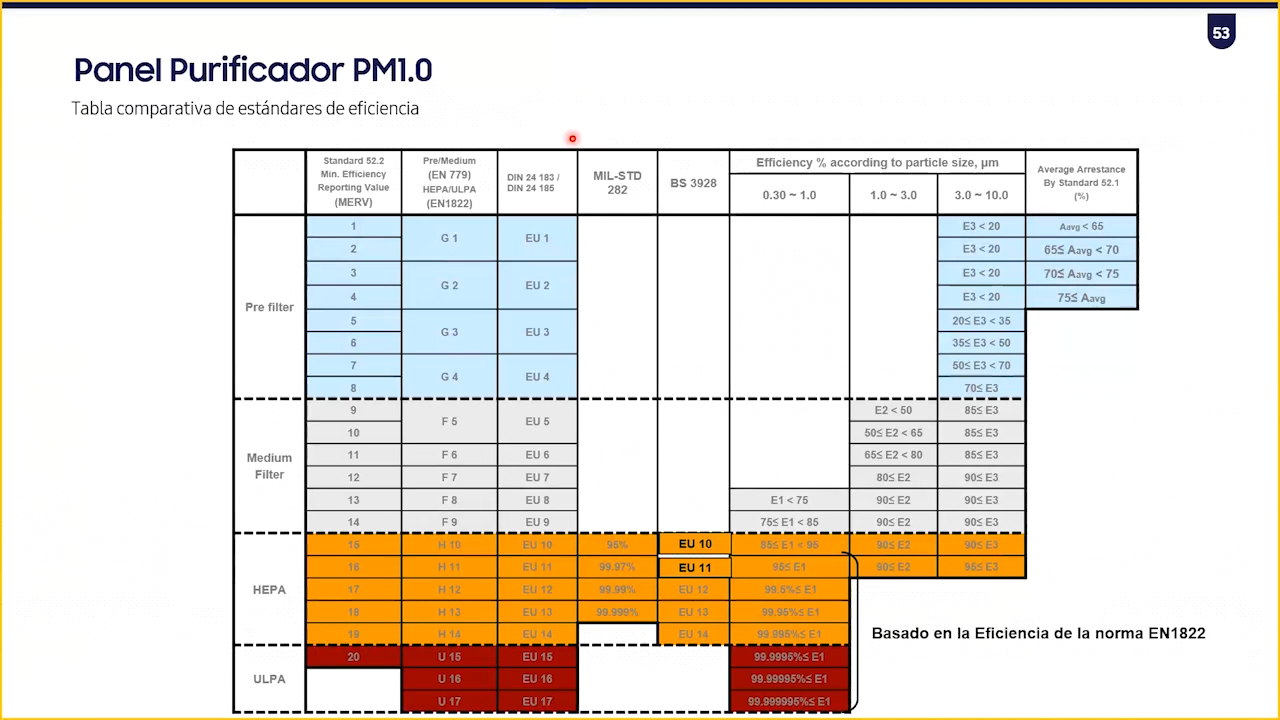 53
Panel Purificador PM1.0
Tabla comparativa de estándares de eficiencia
Standard 52.2
Min. Efficiency
Reporting Value
(MERV)
Pre/Medium
(EN 779)
HEPA/ULPA
(EN1822)
DIN 24 183 /
DIN 24 185
MIL-STD
282
BS 3928
Efficiency % according to particle size, µm
0.30 ~ 1.0
1.0 ~ 3.0
3.0 ~ 10.0
Average Arrestance
By Standard 52.1
(%)
Pre filter
1
G 1
EU 1
E3 < 20
Aavg < 65
2
E3 < 20
65≤ Aavg < 70
3
G 2
EU 2
E3 < 20
70≤ Aavg < 75
4
E3 < 20
75≤ Aavg
5
G 3
EU 3
20≤ E3 < 35
6
35≤ E3 < 50
7
G 4
EU 4
50≤ E3 < 70
8
70≤ E3
Medium
Filter
9
F 5
EU 5
E2 < 50
85≤ E3
10
50≤ E2 < 65
85≤ E3
11
F 6
EU 6
65≤ E2 < 80
85≤ E3
12
F 7
EU 7
80≤ E2
90≤ E3
13
F 8
EU 8
E1 < 75
90≤ E2
90≤ E3
14
F 9
EU 9
75≤ E1 < 85
90≤ E2
90≤ E3
HEPA
15
H 10
EU 10
95%
EU 10
85≤ E1 < 95
90≤ E2
90≤ E3
16
H 11
EU 11
99.97%
EU 11
95≤ E1
90≤ E2
95≤ E3
17
H 12
EU 12
99.99%
EU 12
99.5%≤ E1
18
H 13
EU 13
99.999%
EU 13
99.95%≤ E1
19
H 14
EU 14
EU 14
99.995%≤ E1
Basado en la Eficiencia de la norma EN1822
ULPA
20
U 15
EU 15
99.9995%≤ E1
U 16
EU 16
99.99995%≤ E1
U 17
EU 17
99.999995%≤ E1